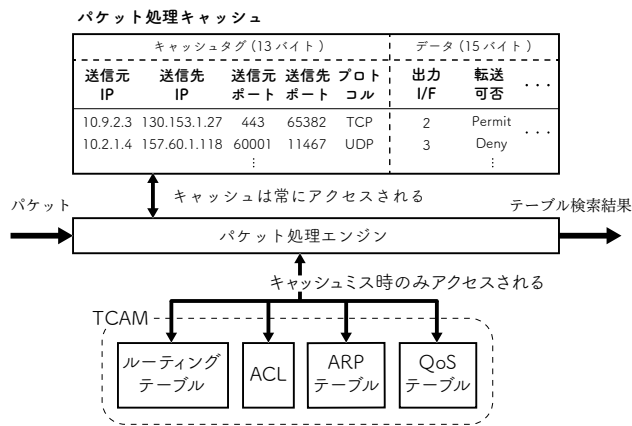 パケット処理キャッシュ
キャッシュタグ (13 バイト) データ (15 バイト)
送信元 送信先 送信元 送信先 プロト 出力 転送
IP IP ポート ポート コル I/F 可否 ・・・
10.9.2.3 130.153.1.27 443 65382 TCP 2 Permit ・・・
10.2.1.4 157.60.1.118 60001 11467 UDP 3 Deny
キャッシュは常にアクセスされる
パケット テーブル検索結果
パケット処理エンジン
キャッシュミス時のみアクセスされる
TCAM
ルーティング ACL ARP QoS
テーブル テーブル テーブル